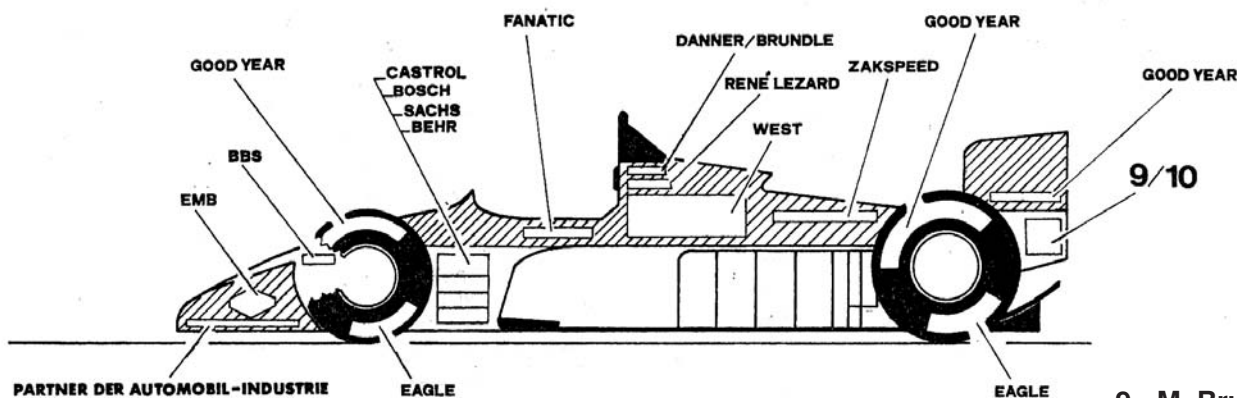 FANATIC
GOOD YEAR
DANNER/BRUNDLE
GOOD YEAR
CASTROL
BOSCH
SACHS
BEHR
RENÉ LEZARD
ZAKSPEED
GOOD YEAR
BBS
WEST
9/10
EMB
PARTNER DER AUTOMOBIL-INDUSTRIE
EAGLE
EAGLE